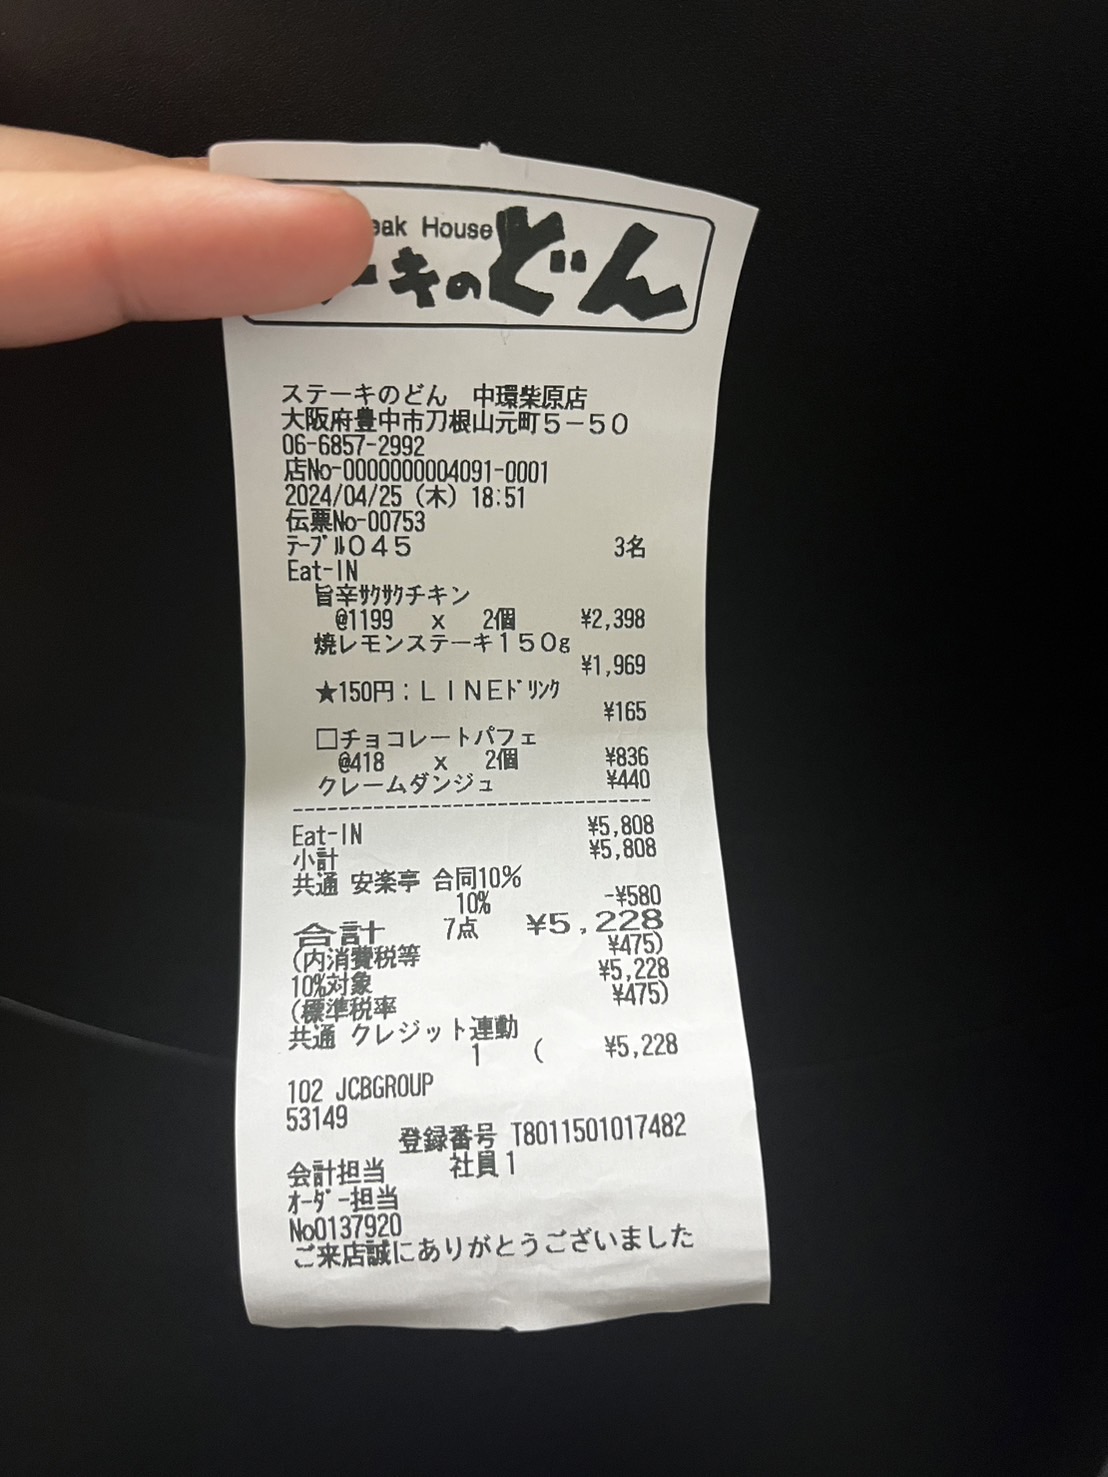 eak House
ーキのどん
ステーキのどん 中環柴原店
大阪府豊中市刀根山元町5-50
06-6857-2992
店No-0000000004091-0001
2024/04/25 (木) 18:51
伝票No-00753
ﾃｰﾌﾞﾙ045 3名
Eat-IN
旨辛ｻｸｻｸチキン
@1199 x 2個 ¥2,398
焼レモンステーキ150g
¥1,969
★150円:LINEﾄﾞﾘﾝｸ
¥165
□チョコレートパフェ
@418 x 2個 ¥836
クレームダンジュ ¥440
Eat-IN ¥5,808
小計 ¥5,808
共通 安楽亭 合同10%
10% -¥580
合計 7点 ¥5,228
(内消費税等 ¥475)
10%対象 ¥5,228
(標準税率 ¥475)
共通 クレジット連動
1 ( ¥5,228
102 JCBGROUP
53149
登録番号 T8011501017482
会計担当 社員1
ｵｰﾀﾞｰ担当
No0137920
ご来店誠にありがとうございました